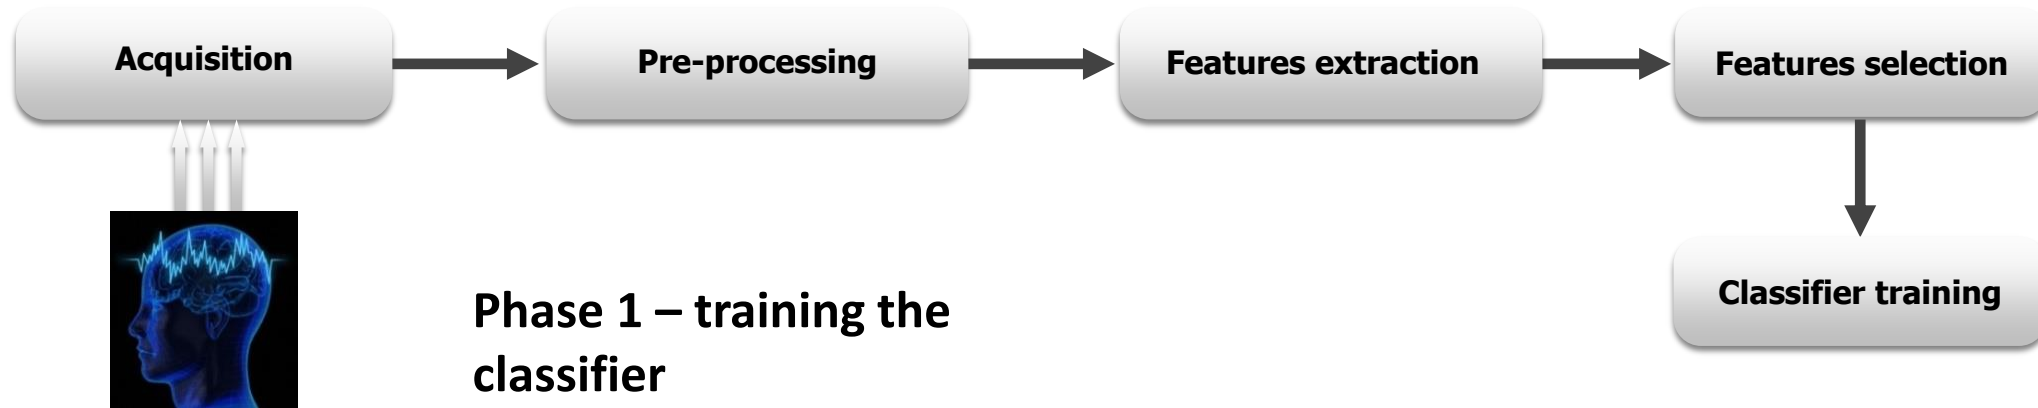 Acquisition
Pre-processing
Features extraction
Features selection
Classifier training
Phase 1 – training the
classifier